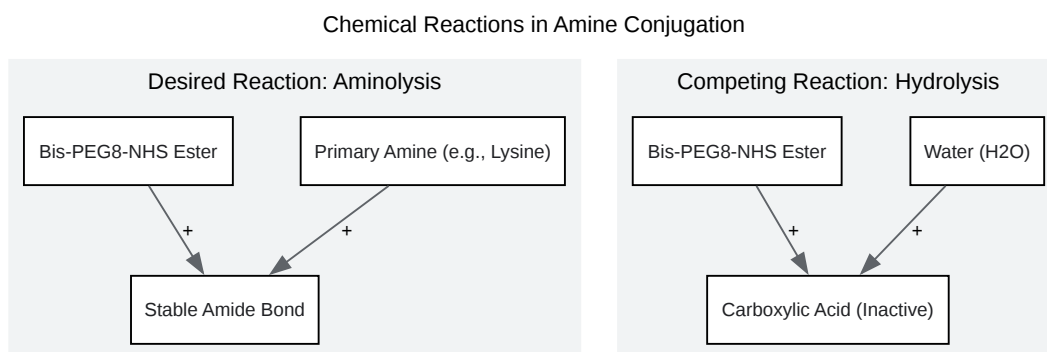 Chemical Reactions in Amine Conjugation
Desired Reaction: Aminolysis
Bis-PEG8-NHS Ester
Primary Amine (e.g., Lysine)
+
+
Stable Amide Bond
Competing Reaction: Hydrolysis
Bis-PEG8-NHS Ester
Water (H2O)
+
+
Carboxylic Acid (Inactive)